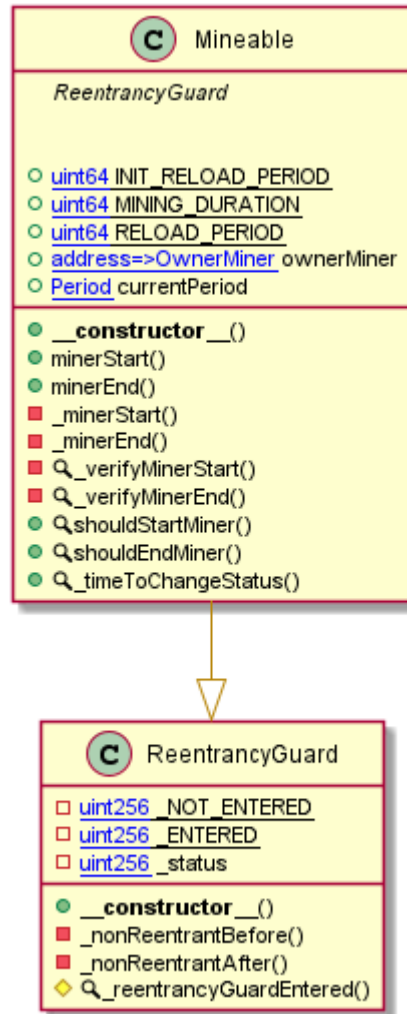 C Mineable
ReentrancyGuard
uint64 INIT_RELOAD_PERIOD
uint64 MINING_DURATION
uint64 RELOAD_PERIOD
address=>OwnerMiner ownerMiner
Period currentPeriod
__constructor__()
minerStart()
minerEnd()
_minerStart()
_minerEnd()
_verifyMinerStart()
_verifyMinerEnd()
shouldStartMiner()
shouldEndMiner()
_timeToChangeStatus()
C ReentrancyGuard
uint256 _NOT_ENTERED
uint256 _ENTERED
uint256 _status
__constructor__()
_nonReentrantBefore()
_nonReentrantAfter()
_reentrancyGuardEntered()